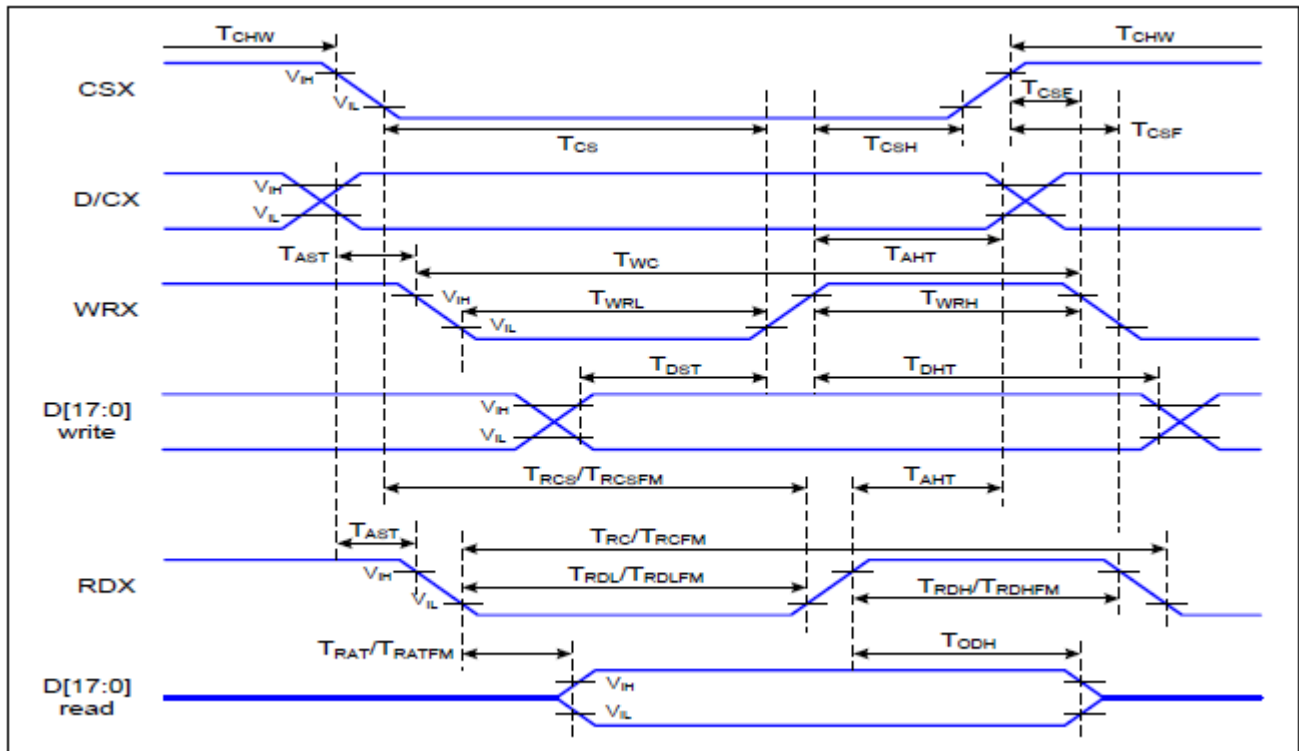 TCHW TCHW
CSX VIH VIL TCSF
TCS TCSH TCSF
D/CX VIH VIL
TAST TWC TAHT
WRX VIH VIL TWRL TWRH
TDST TDHT
D[17:0] write VIH VIL
TRCS/TRCSFM TAHT
TAST TRC/TRCFM
RDX VIH VIL TRDL/TRDLFM TRDH/TRDHFM
TRAT/TRATFM TODH
D[17:0] read VIH VIL